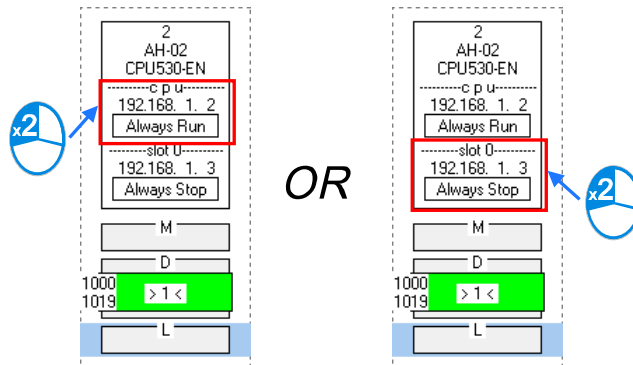 2
AH-02
CPU530-EN
---------c p u---------
192.168. 1. 2
Always Run
---------slot 0---------
192.168. 1. 3
Always Stop
M
D
1000
1019
> 1 <
L
x2
OR
2
AH-02
CPU530-EN
---------c p u---------
192.168. 1. 2
Always Run
---------slot 0---------
192.168. 1. 3
Always Stop
M
D
1000
1019
> 1 <
L
x2